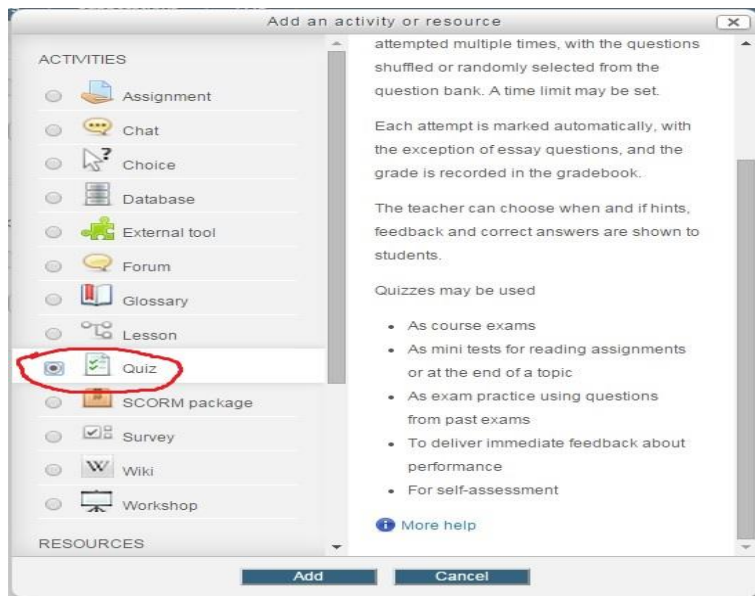 Add an activity or resource
ACTIVITIES
Assignment
Chat
Choice
Database
External tool
Forum
Glossary
Lesson
Quiz
SCORM package
Survey
Wiki
Workshop
RESOURCES
attempted multiple times, with the questions
shuffled or randomly selected from the
question bank. A time limit may be set.
Each attempt is marked automatically, with
the exception of essay questions, and the
grade is recorded in the gradebook.
The teacher can choose when and if hints,
feedback and correct answers are shown to
students.
Quizzes may be used
• As course exams
• As mini tests for reading assignments
or at the end of a topic
• As exam practice using questions
from past exams
• To deliver immediate feedback about
performance
• For self-assessment
More help
Add
Cancel